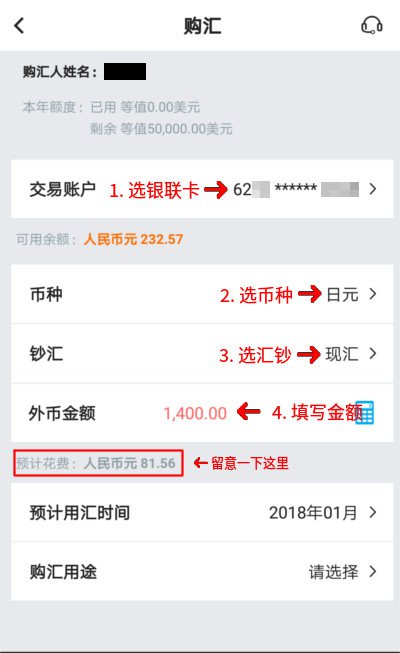 购汇
购汇人姓名：
本年额度：已用 等值0.00美元
剩余 等值50,000.00美元
交易账户 1. 选银联卡 62 ******
可用余额：人民币元 232.57
币种 2. 选币种 日元
钞汇 3. 选汇钞 现汇
外币金额 1,400.00 4. 填写金额
预计花费：人民币元 81.56 留意一下这里
预计用汇时间 2018年01月
购汇用途 请选择